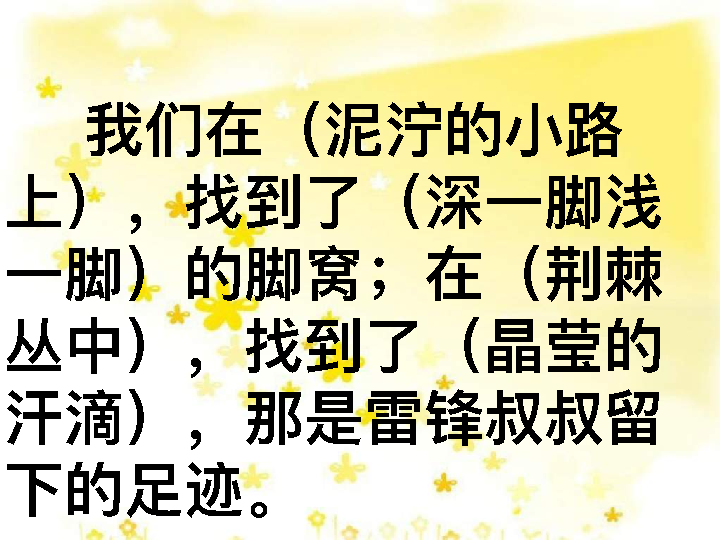 我们在（泥泞的小路
上），找到了（深一脚浅
一脚）的脚窝；在（荆棘
丛中），找到了（晶莹的
汗滴），那是雷锋叔叔留
下的足迹。